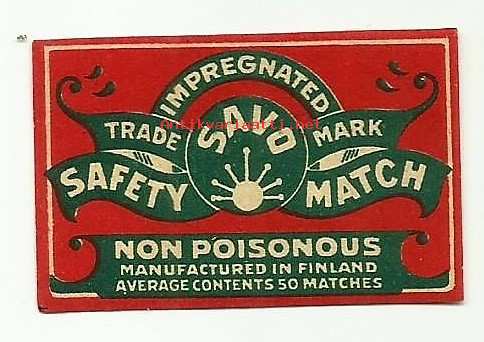 IMPREGNATED
SAVO
TRADE MARK
SAFETY MATCH
NON POISONOUS
MANUFACTURED IN FINLAND
AVERAGE CONTENTS 50 MATCHES